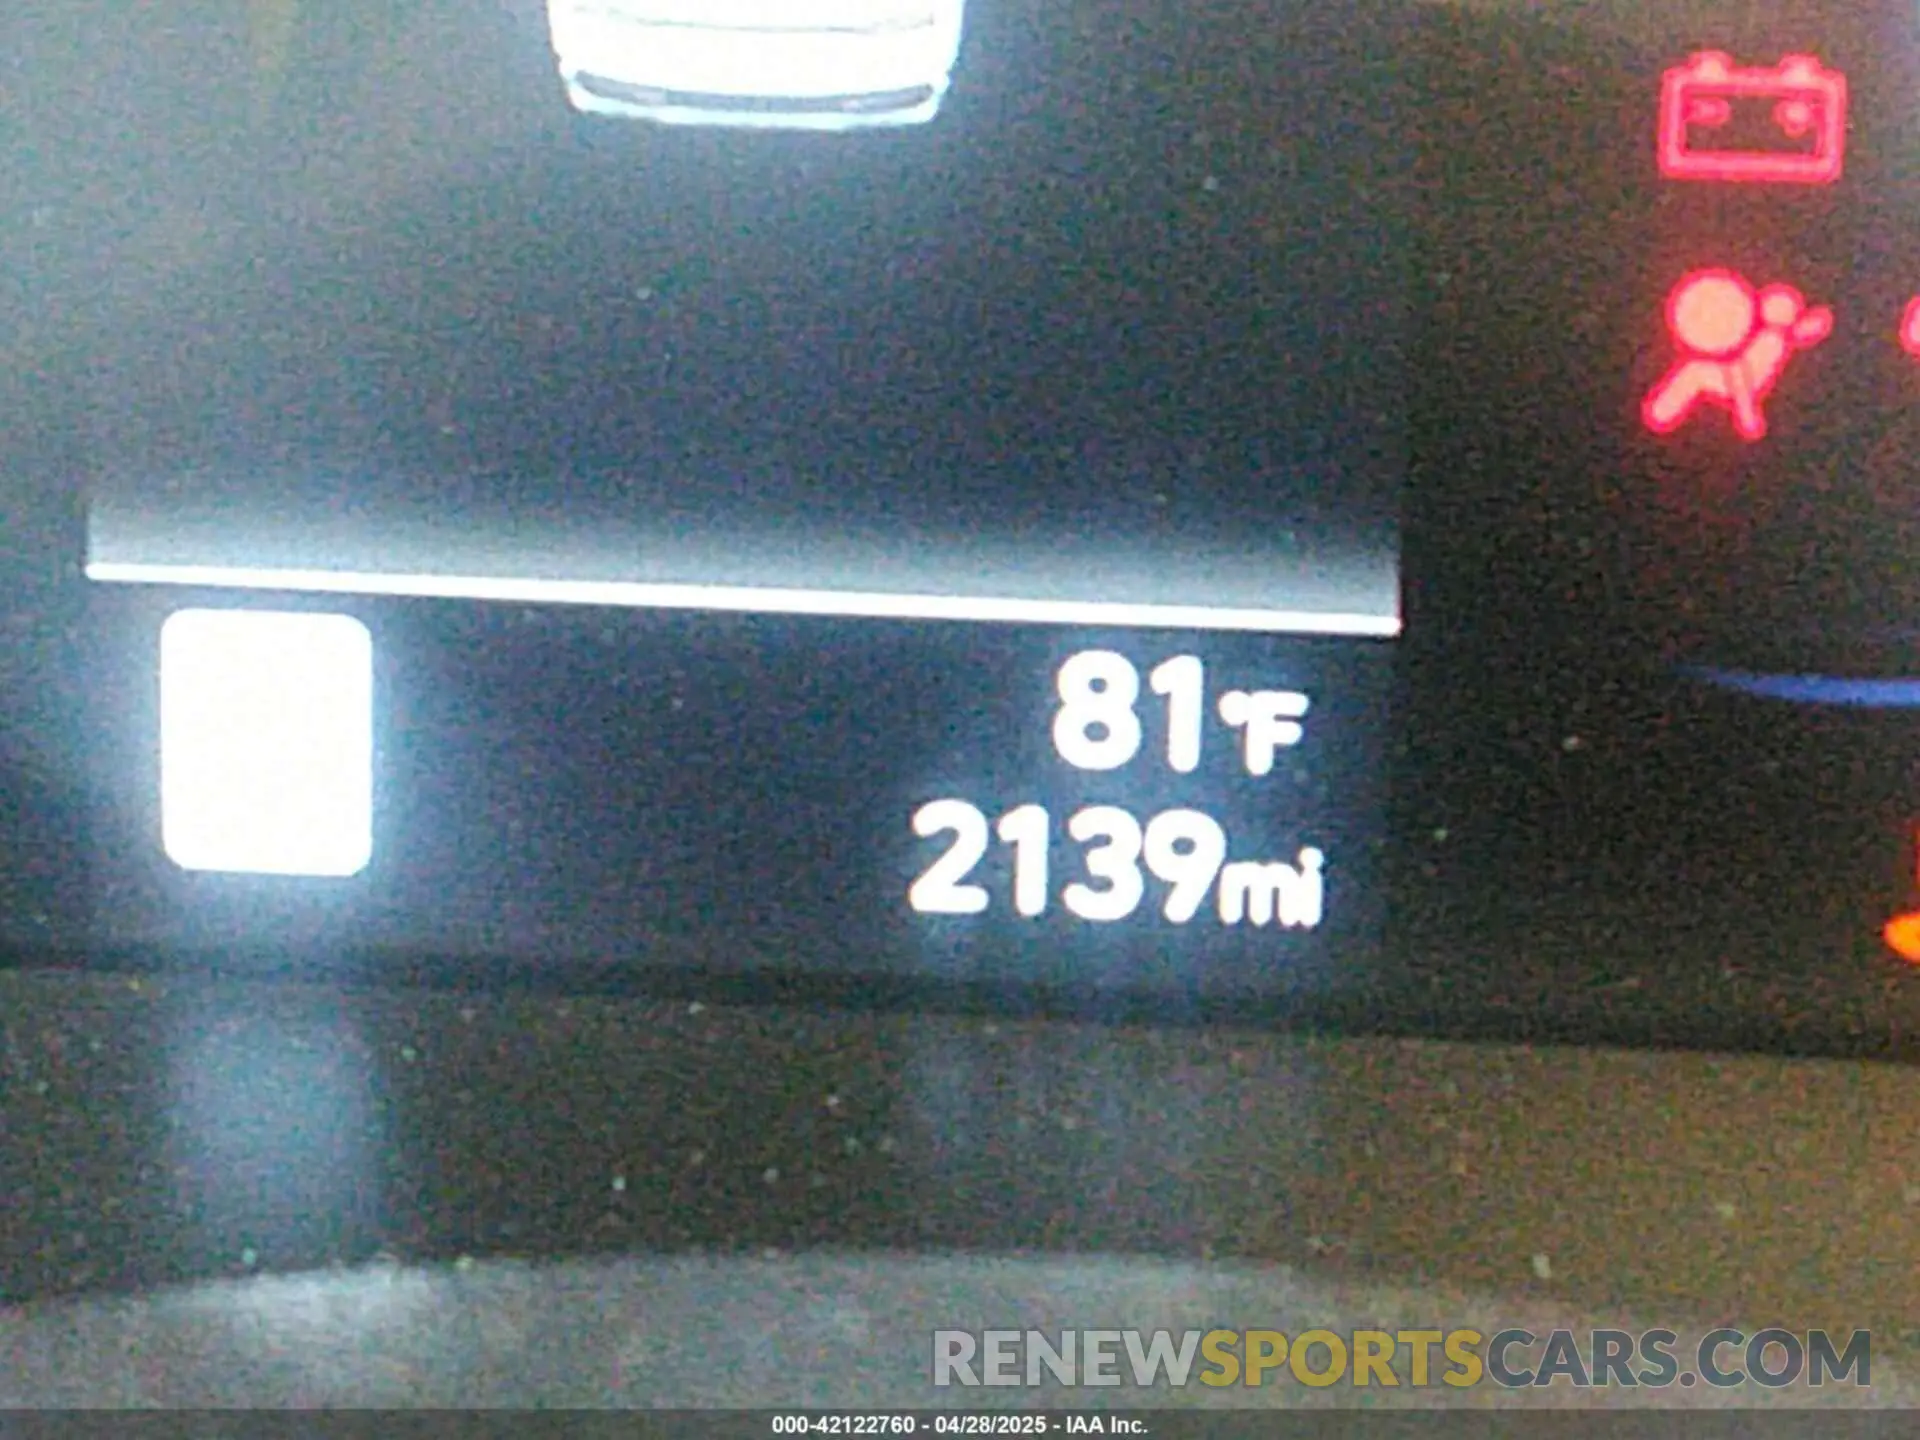 81°F
2139mi
RENEWSPORTSCARS.COM
000-42122760 - 04/28/2025 - IAA Inc.